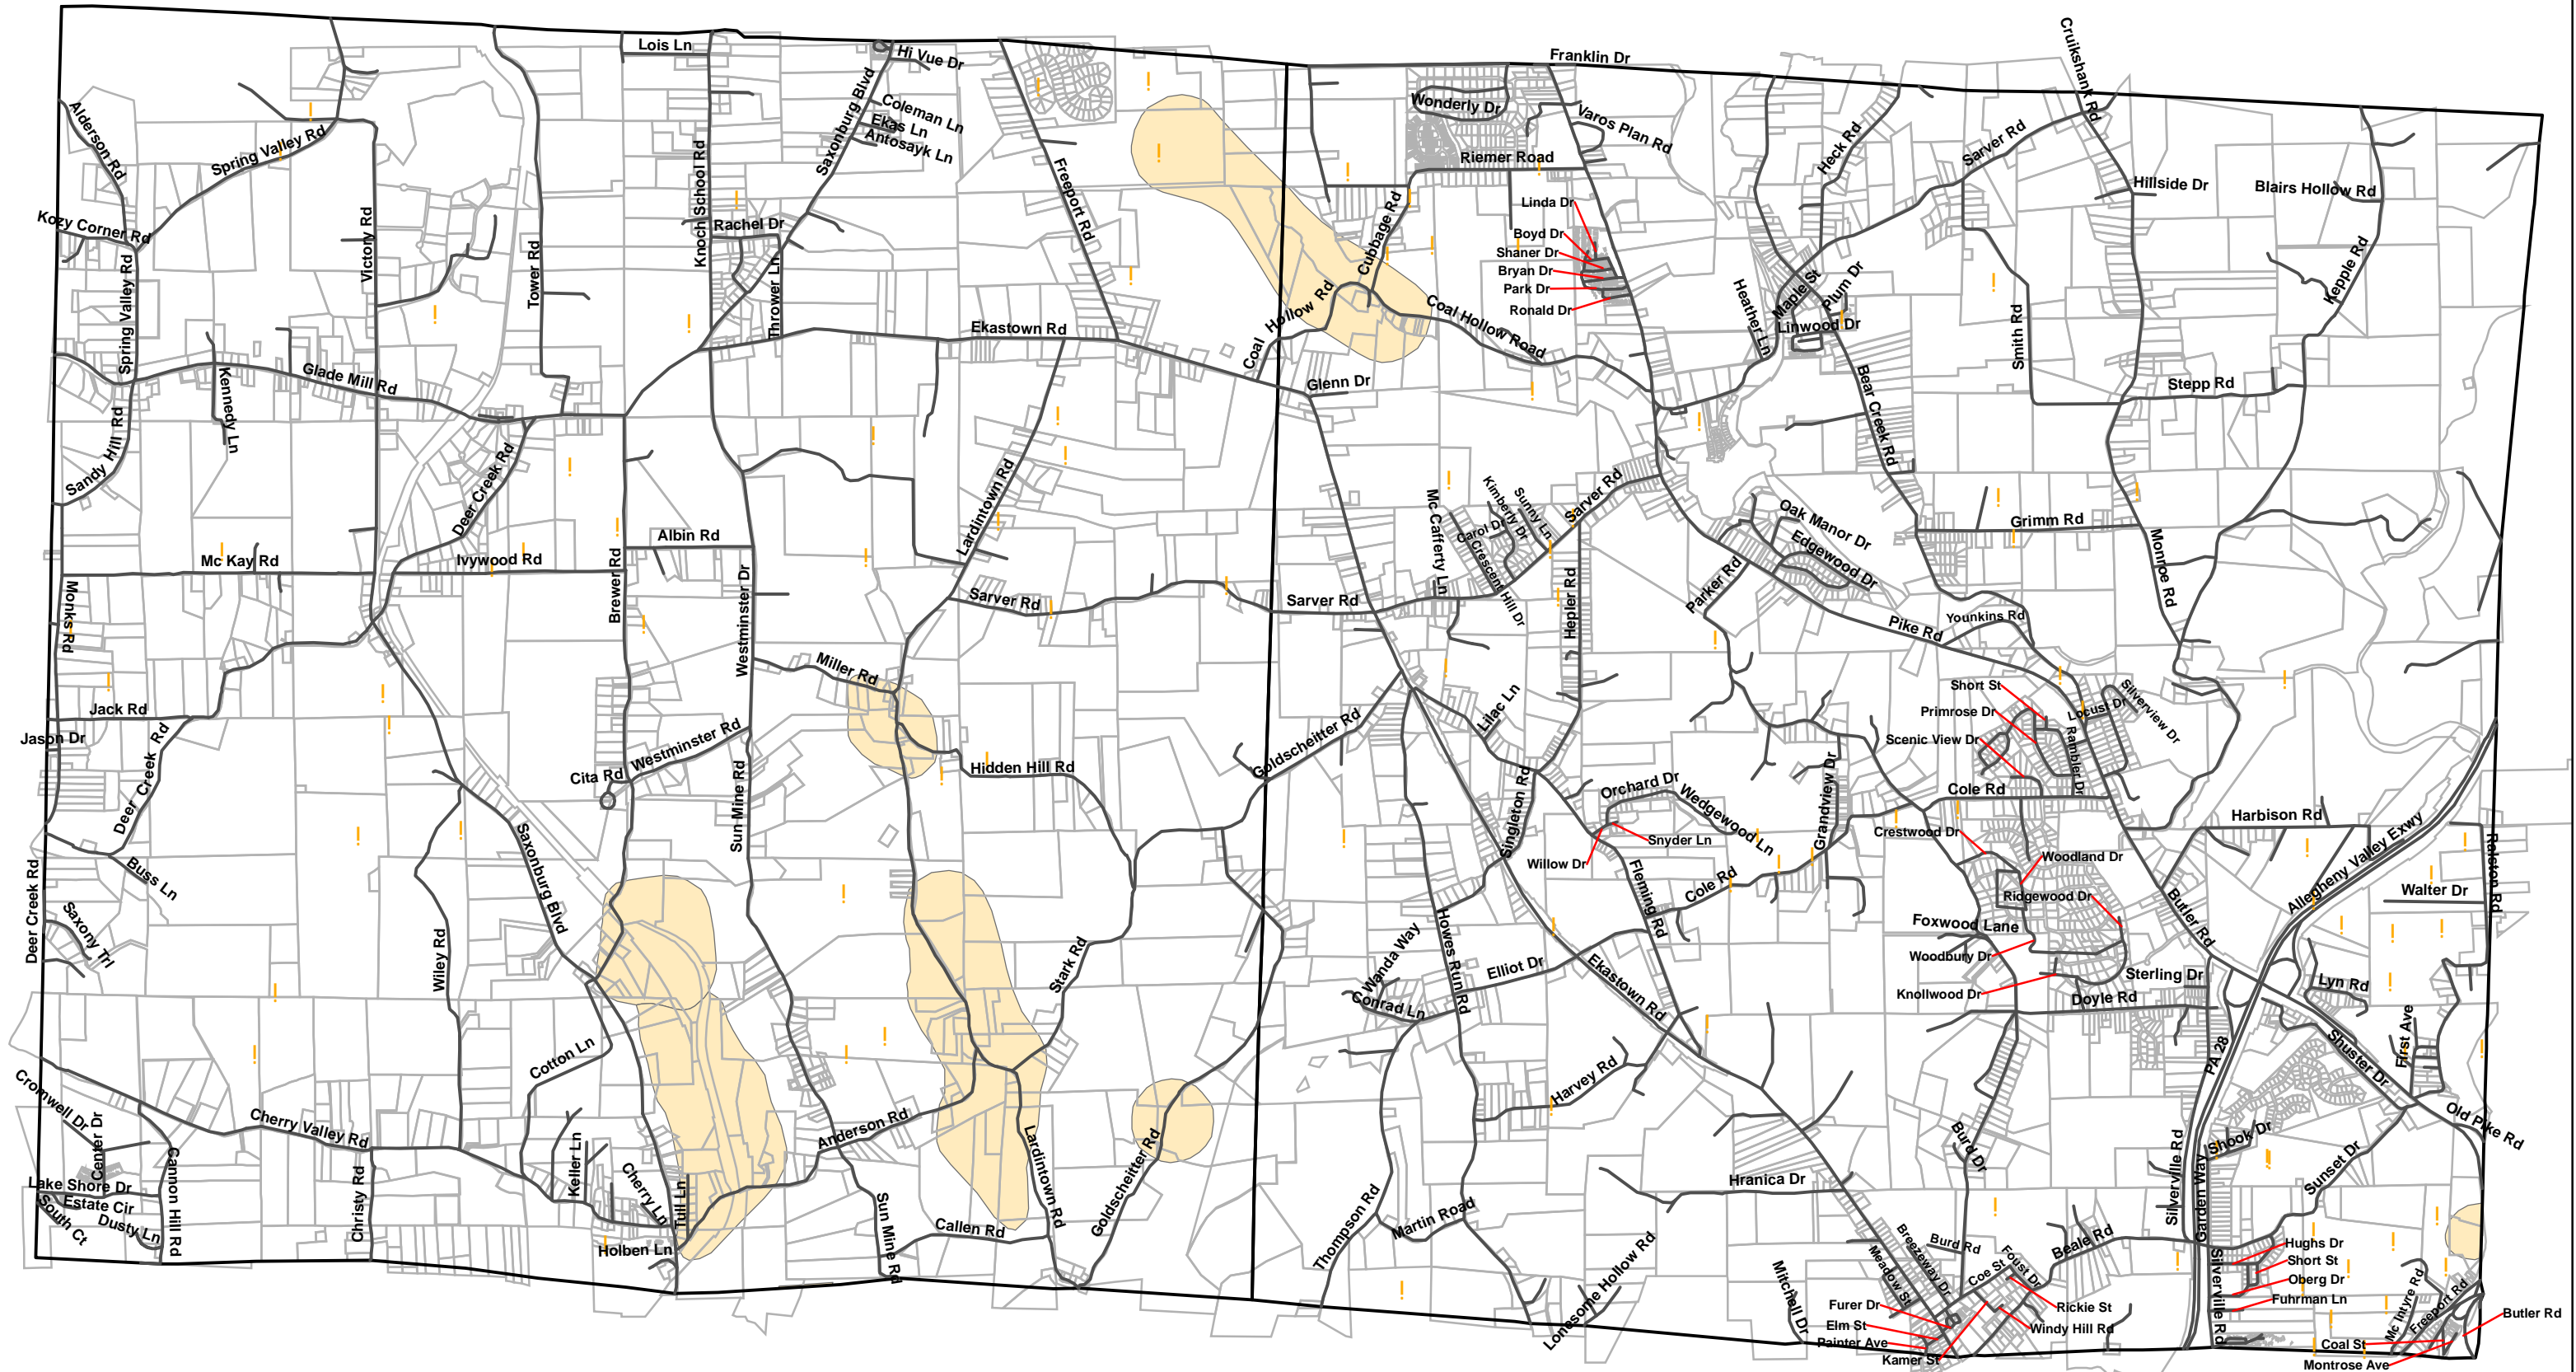 Lois Ln
Hi Vue Dr
Franklin Dr
Cruikshank Rd
Alderson Rd
Spring Valley Rd
Saxonburg Blvd
Coleman Ln
Ekas Ln
Antosayk Ln
Wonderly Dr
Varos Plan Rd
Riemer Road
Heck Rd
Sarver Rd
Hillside Dr
Blairs Hollow Rd
Kozy Corner Rd
Victory Rd
Tower Rd
Knoch School Rd
Rachel Dr
Thrower Ln
Freeport Rd
Cubbage Rd
Linda Dr
Boyd Dr
Shaner Dr
Bryan Dr
Park Dr
Ronald Dr
Heather Ln
Maple St
Plum Dr
Linwood Dr
Kepple Rd
Spring Valley Rd
Ekastown Rd
Coal Hollow Rd
Coal Hollow Road
Smith Rd
Glade Mill Rd
Kennedy Ln
Glenn Dr
Bear Creek Rd
Stepp Rd
Sandy Hill Rd
Deer Creek Rd
Lardintown Rd
Mc Cafferty Ln
Carol Dr
Kimberly Dr
Sunny Ln
Crescent Hill Dr
Sarver Rd
Oak Manor Dr
Edgewood Dr
Grimm Rd
Monroe Rd
Mc Kay Rd
Ivywood Rd
Albin Rd
Brewer Rd
Westminster Dr
Monks Rd
Sarver Rd
Sarver Rd
Hepler Rd
Parker Rd
Pike Rd
Younkins Rd
Miller Rd
Jack Rd
Jason Dr
Deer Creek Rd
Westminster Rd
Cita Rd
Sun Mine Rd
Hidden Hill Rd
Goldscheitter Rd
Lilac Ln
Short St
Primrose Dr
Scenic View Dr
Locust Dr
Silverview Dr
Rambler Dr
Singleton Rd
Orchard Dr
Wedgewood Ln
Snyder Ln
Willow Dr
Grandview Dr
Cole Rd
Crestwood Dr
Woodland Dr
Ridgewood Dr
Harbison Rd
Allegheny Valley Exwy
Ralston Rd
Walter Dr
Deer Creek Rd
Buss Ln
Saxony Trl
Saxonburg Blvd
Wiley Rd
Stark Rd
Howes Run Rd
Wanda Way
Conrad Ln
Elliot Dr
Fleming Rd
Cole Rd
Ekastown Rd
Foxwood Lane
Woodbury Dr
Knollwood Dr
Butler Rd
Sterling Dr
Doyle Rd
Lyn Rd
PA 28
Shuster Dr
First Ave
Old Pike Rd
Cotton Ln
Cromwell Dr
Center Dr
Cherry Valley Rd
Cannon Hill Rd
Lake Shore Dr
Estate Cir
South Ct
Dusty Ln
Christy Rd
Keller Ln
Cherry Ln
Tull Ln
Holben Ln
Anderson Rd
Sun Mine Rd
Callen Rd
Lardintown Rd
Goldscheitter Rd
Harvey Rd
Thompson Rd
Martin Road
Hranica Dr
Lonesome Hollow Rd
Burd Dr
Silverville Rd
Garden Way
Shook Dr
Sunset Dr
Mitchell Dr
Meadow St
Breezeway Dr
Burd Rd
Coe St
Foust Dr
Beale Rd
Furer Dr
Elm St
Painter Ave
Kamer St
Rickie St
Windy Hill Rd
Silverville Rd
Hughs Dr
Short St
Oberg Dr
Fuhrman Ln
Mc Intyre Rd
Freeport Rd
Butler Rd
Coal St
Montrose Ave